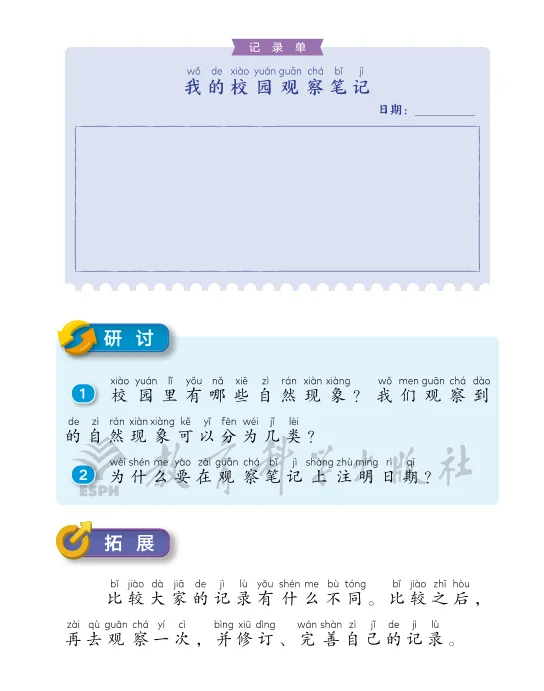 记录单
wǒ de xiào yuán guān chá bǐ jì
我的校园观察笔记
日期：
研讨
xiào yuán lǐ yǒu nǎ xiē zì rán xiàn xiàng wǒ men guān chá dào
1 校园里有哪些自然现象？我们观察到
de zì rán xiàn xiàng kě yǐ fēn wéi jǐ lèi
的自然现象可以分为几类？
wèi shén me yào zài guān chá bǐ jì shàng zhù míng rì qī
2 为什么要在观察笔记上注明日期？
ESPH 教育科学出版社
拓展
bǐ jiào dà jiā de jì lù yǒu shén me bù tóng bǐ jiào zhī hòu
比较大家的记录有什么不同。比较之后，
zài qù guān chá yí cì bìng xiū dìng wán shàn zì jǐ de jì lù
再去观察一次，并修订、完善自己的记录。